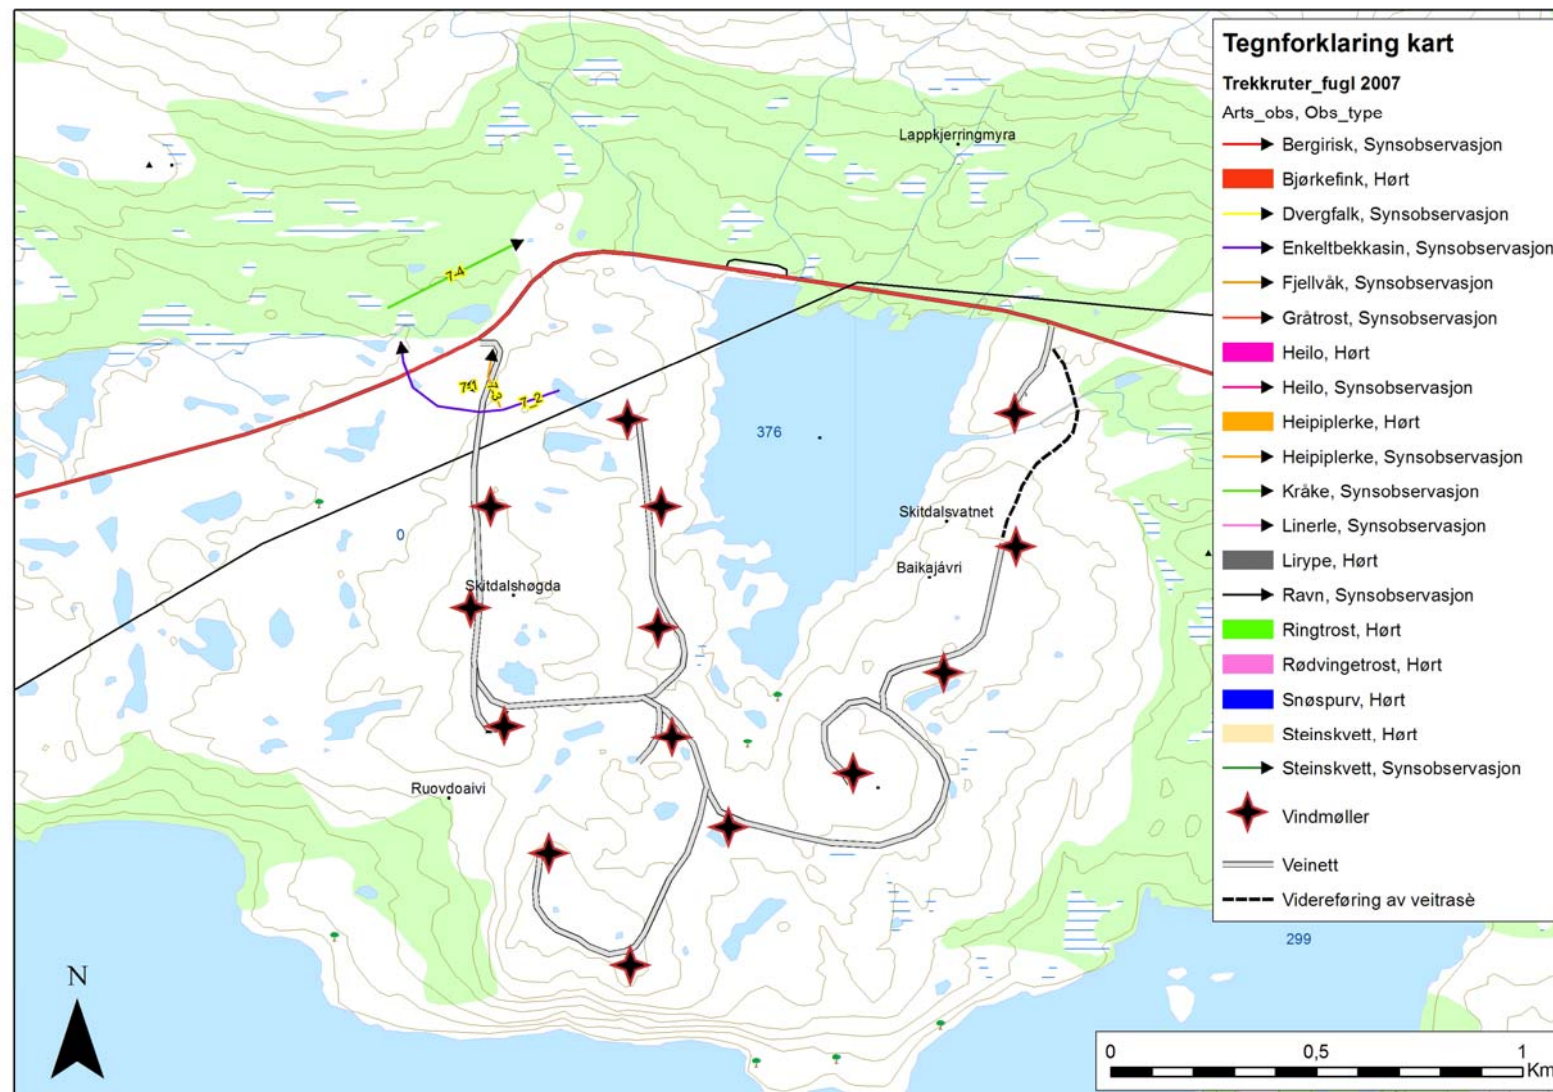 Tegnforklaring kart
Trekkruter_fugl 2007
Arts_obs, Obs_type
Bergirisk, Synsobservasjon
Bjørkefink, Hørt
Dvergfalk, Synsobservasjon
Enkeltbekkasin, Synsobservasjon
Fjellvåk, Synsobservasjon
Gråtrost, Synsobservasjon
Heilo, Hørt
Heilo, Synsobservasjon
Heipiplerke, Hørt
Heipiplerke, Synsobservasjon
Kråke, Synsobservasjon
Linerle, Synsobservasjon
Lirype, Hørt
Ravn, Synsobservasjon
Ringtrost, Hørt
Rødvingetrost, Hørt
Snøspurv, Hørt
Steinskvett, Hørt
Steinskvett, Synsobservasjon
Vindmøller
Veinett
Videreføring av veitrasè
Lappkjerringmyra
7-4
7-3
7_2
376
Skitdalsvatnet
0
Baikajávri
Skitdalshøgda
Ruovdoaivi
299
N
0 0,5 1
Km